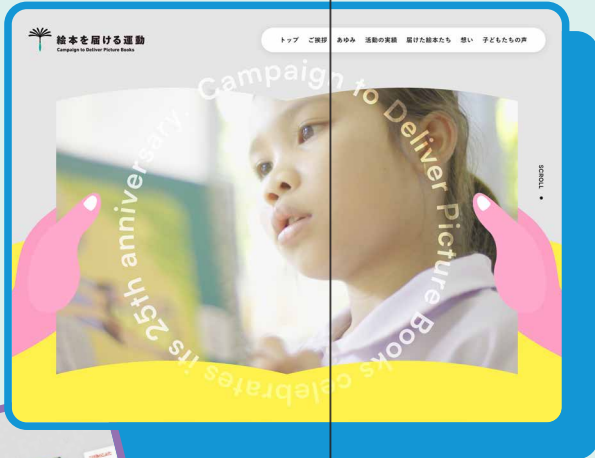 絵本を届ける運動
Campaign to Deliver Picture Books
トップ ご挨拶 あゆみ 活動の実績 届けた絵本たち 想い 子どもたちの声
Campaign to Deliver Picture Books celebrates its 25th anniversary.
SCROLL